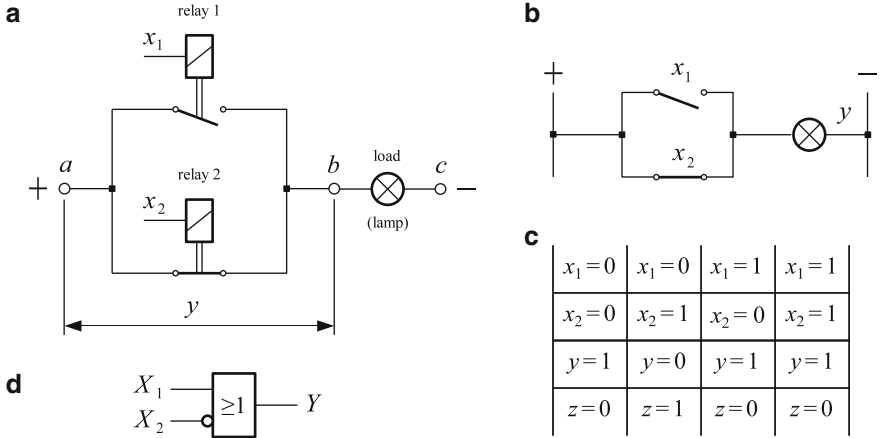 a
relay 1
x₁
+ a
relay 2
x₂
b
load
(lamp)
c −
y
b
+
−
x₁
x₂
y
c
x₁=0 x₁=0 x₁=1 x₁=1
x₂=0 x₂=1 x₂=0 x₂=1
y=1 y=0 y=1 y=1
z=0 z=1 z=0 z=0
d
X₁
X₂
≥1
Y